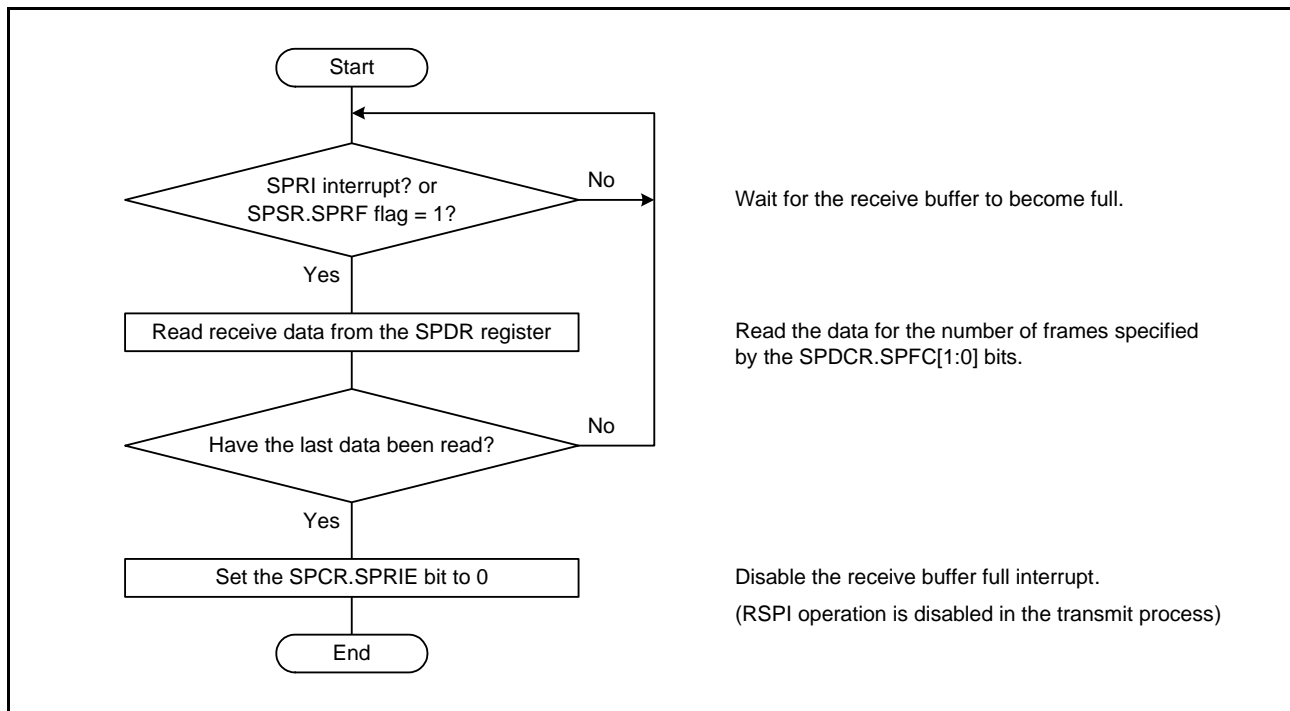 Start
SPRI interrupt? or
SPSR.SPRF flag = 1?
No
Wait for the receive buffer to become full.
Yes
Read receive data from the SPDR register
Read the data for the number of frames specified
by the SPDCR.SPFC[1:0] bits.
Have the last data been read?
No
Yes
Set the SPCR.SPRIE bit to 0
Disable the receive buffer full interrupt.
(RSPI operation is disabled in the transmit process)
End